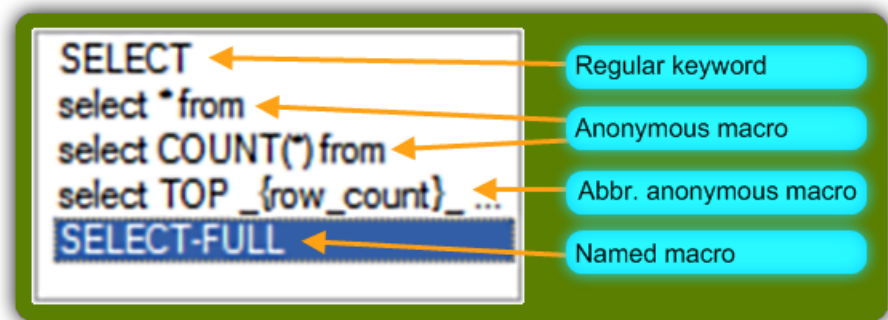 SELECT
select * from
select COUNT(*) from
select TOP _{row_count}_ ...
SELECT-FULL
Regular keyword
Anonymous macro
Abbr. anonymous macro
Named macro